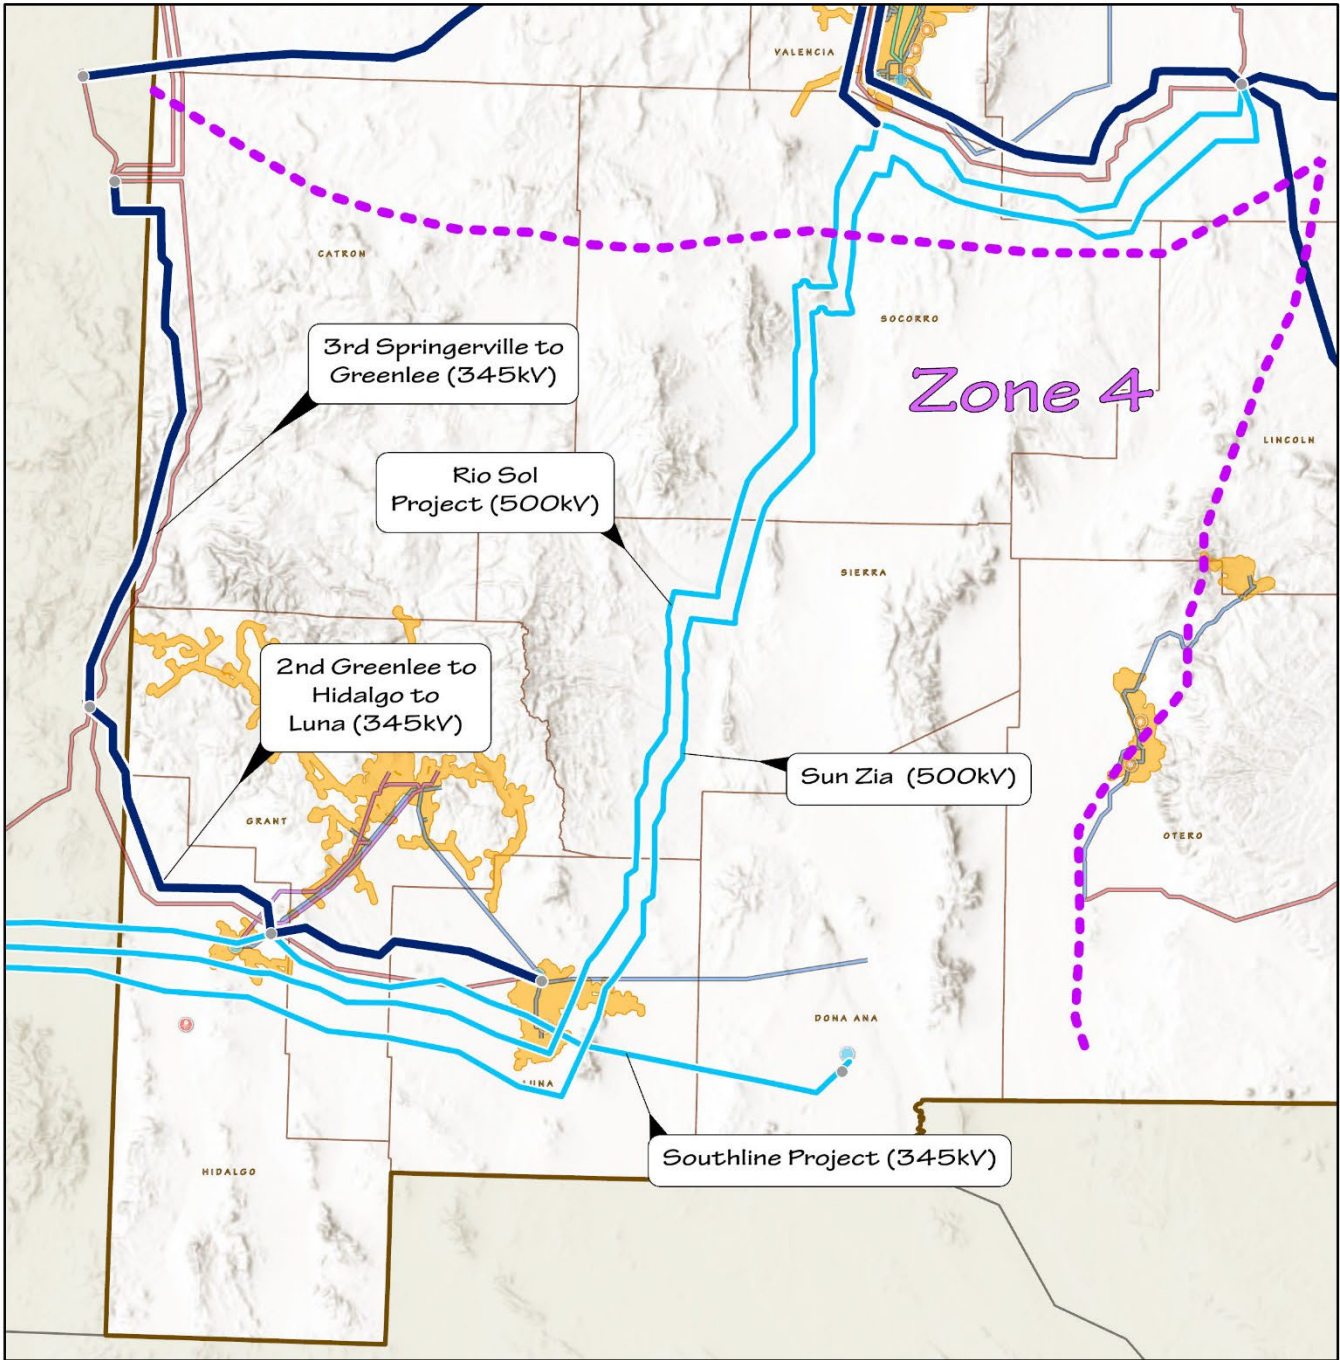 VALENCIA
CATRON
SOCORRO
3rd Springerville to
Greenlee (345kV)
Zone 4
LINCOLN
Rio Sol
Project (500kV)
SIERRA
2nd Greenlee to
Hidalgo to
Luna (345kV)
Sun Zia (500kV)
GRANT
OTERO
DONA ANA
LUNA
Southline Project (345kV)
HIDALGO